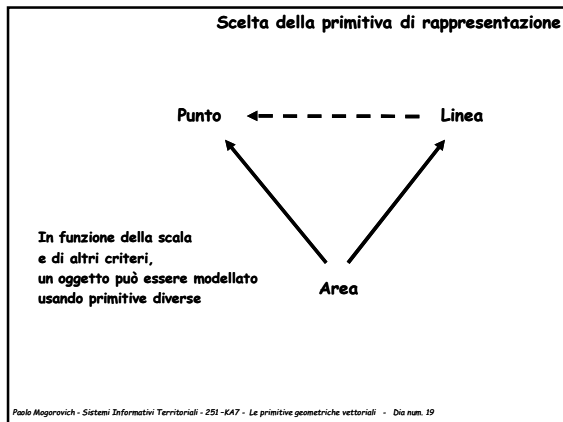 Scelta della primitiva di rappresentazione
Punto
Linea
In funzione della scala
e di altri criteri,
un oggetto può essere modellato
usando primitive diverse
Area
Paolo Mogorovich - Sistemi Informativi Territoriali - 251 -KA7 - Le primitive geometriche vettoriali - Dia num. 19